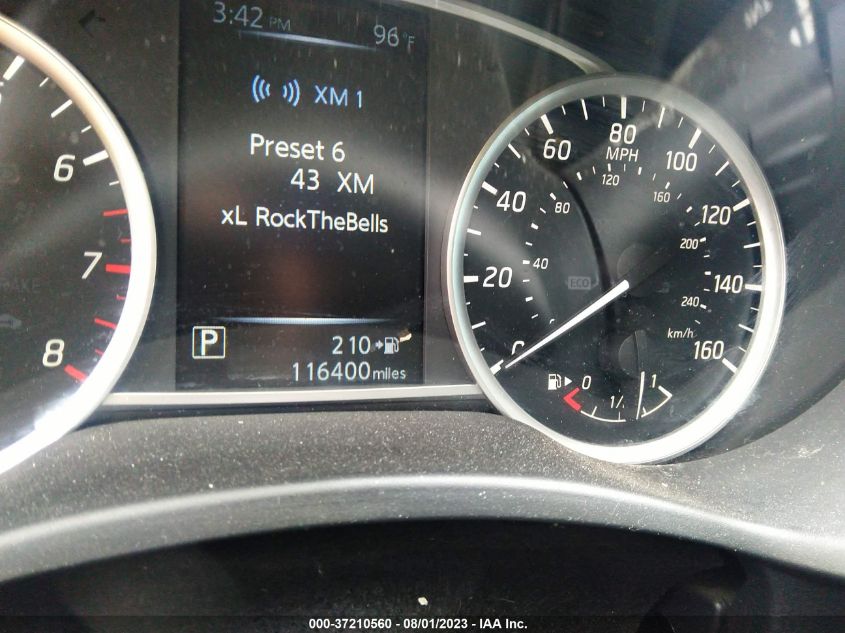 3:42 PM
96°F
XM 1
Preset 6
43 XM
xL RockTheBells
P
210
116400 miles
6
7
8
0
20
40
60
80
100
120
140
160
MPH
40
80
120
160
200
240
km/h
ECO
0
1
000-37210560 - 08/01/2023 - IAA Inc.